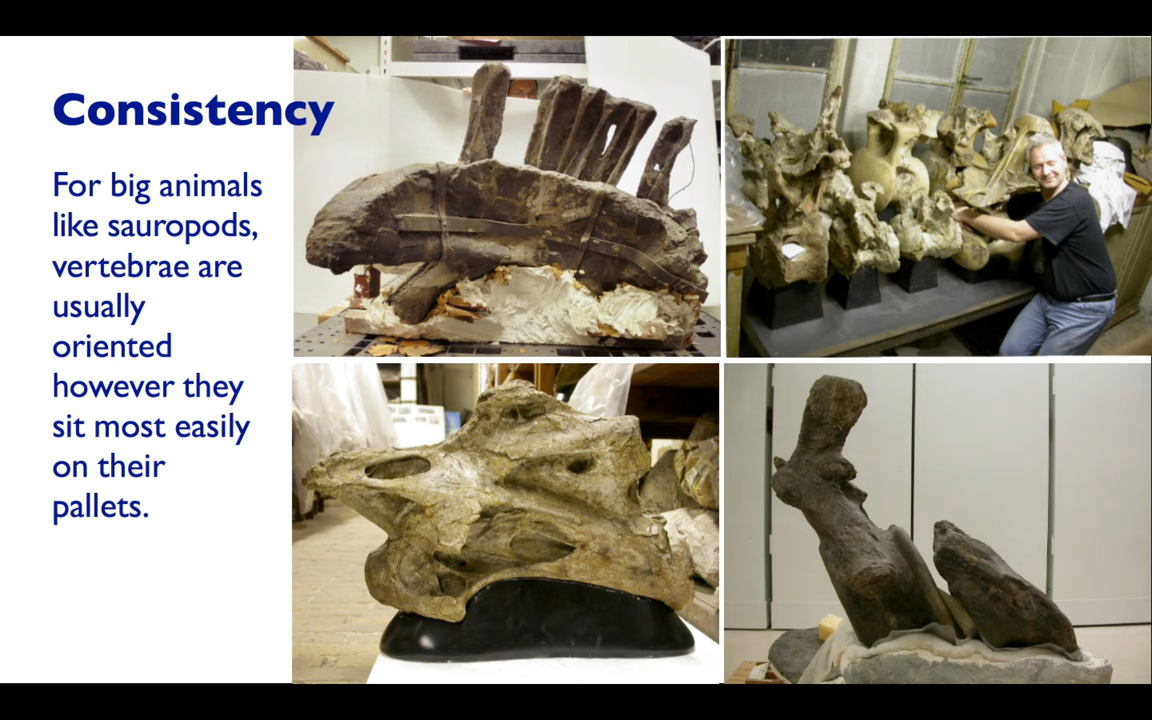 Consistency
For big animals
like sauropods,
vertebrae are
usually
oriented
however they
sit most easily
on their
pallets.